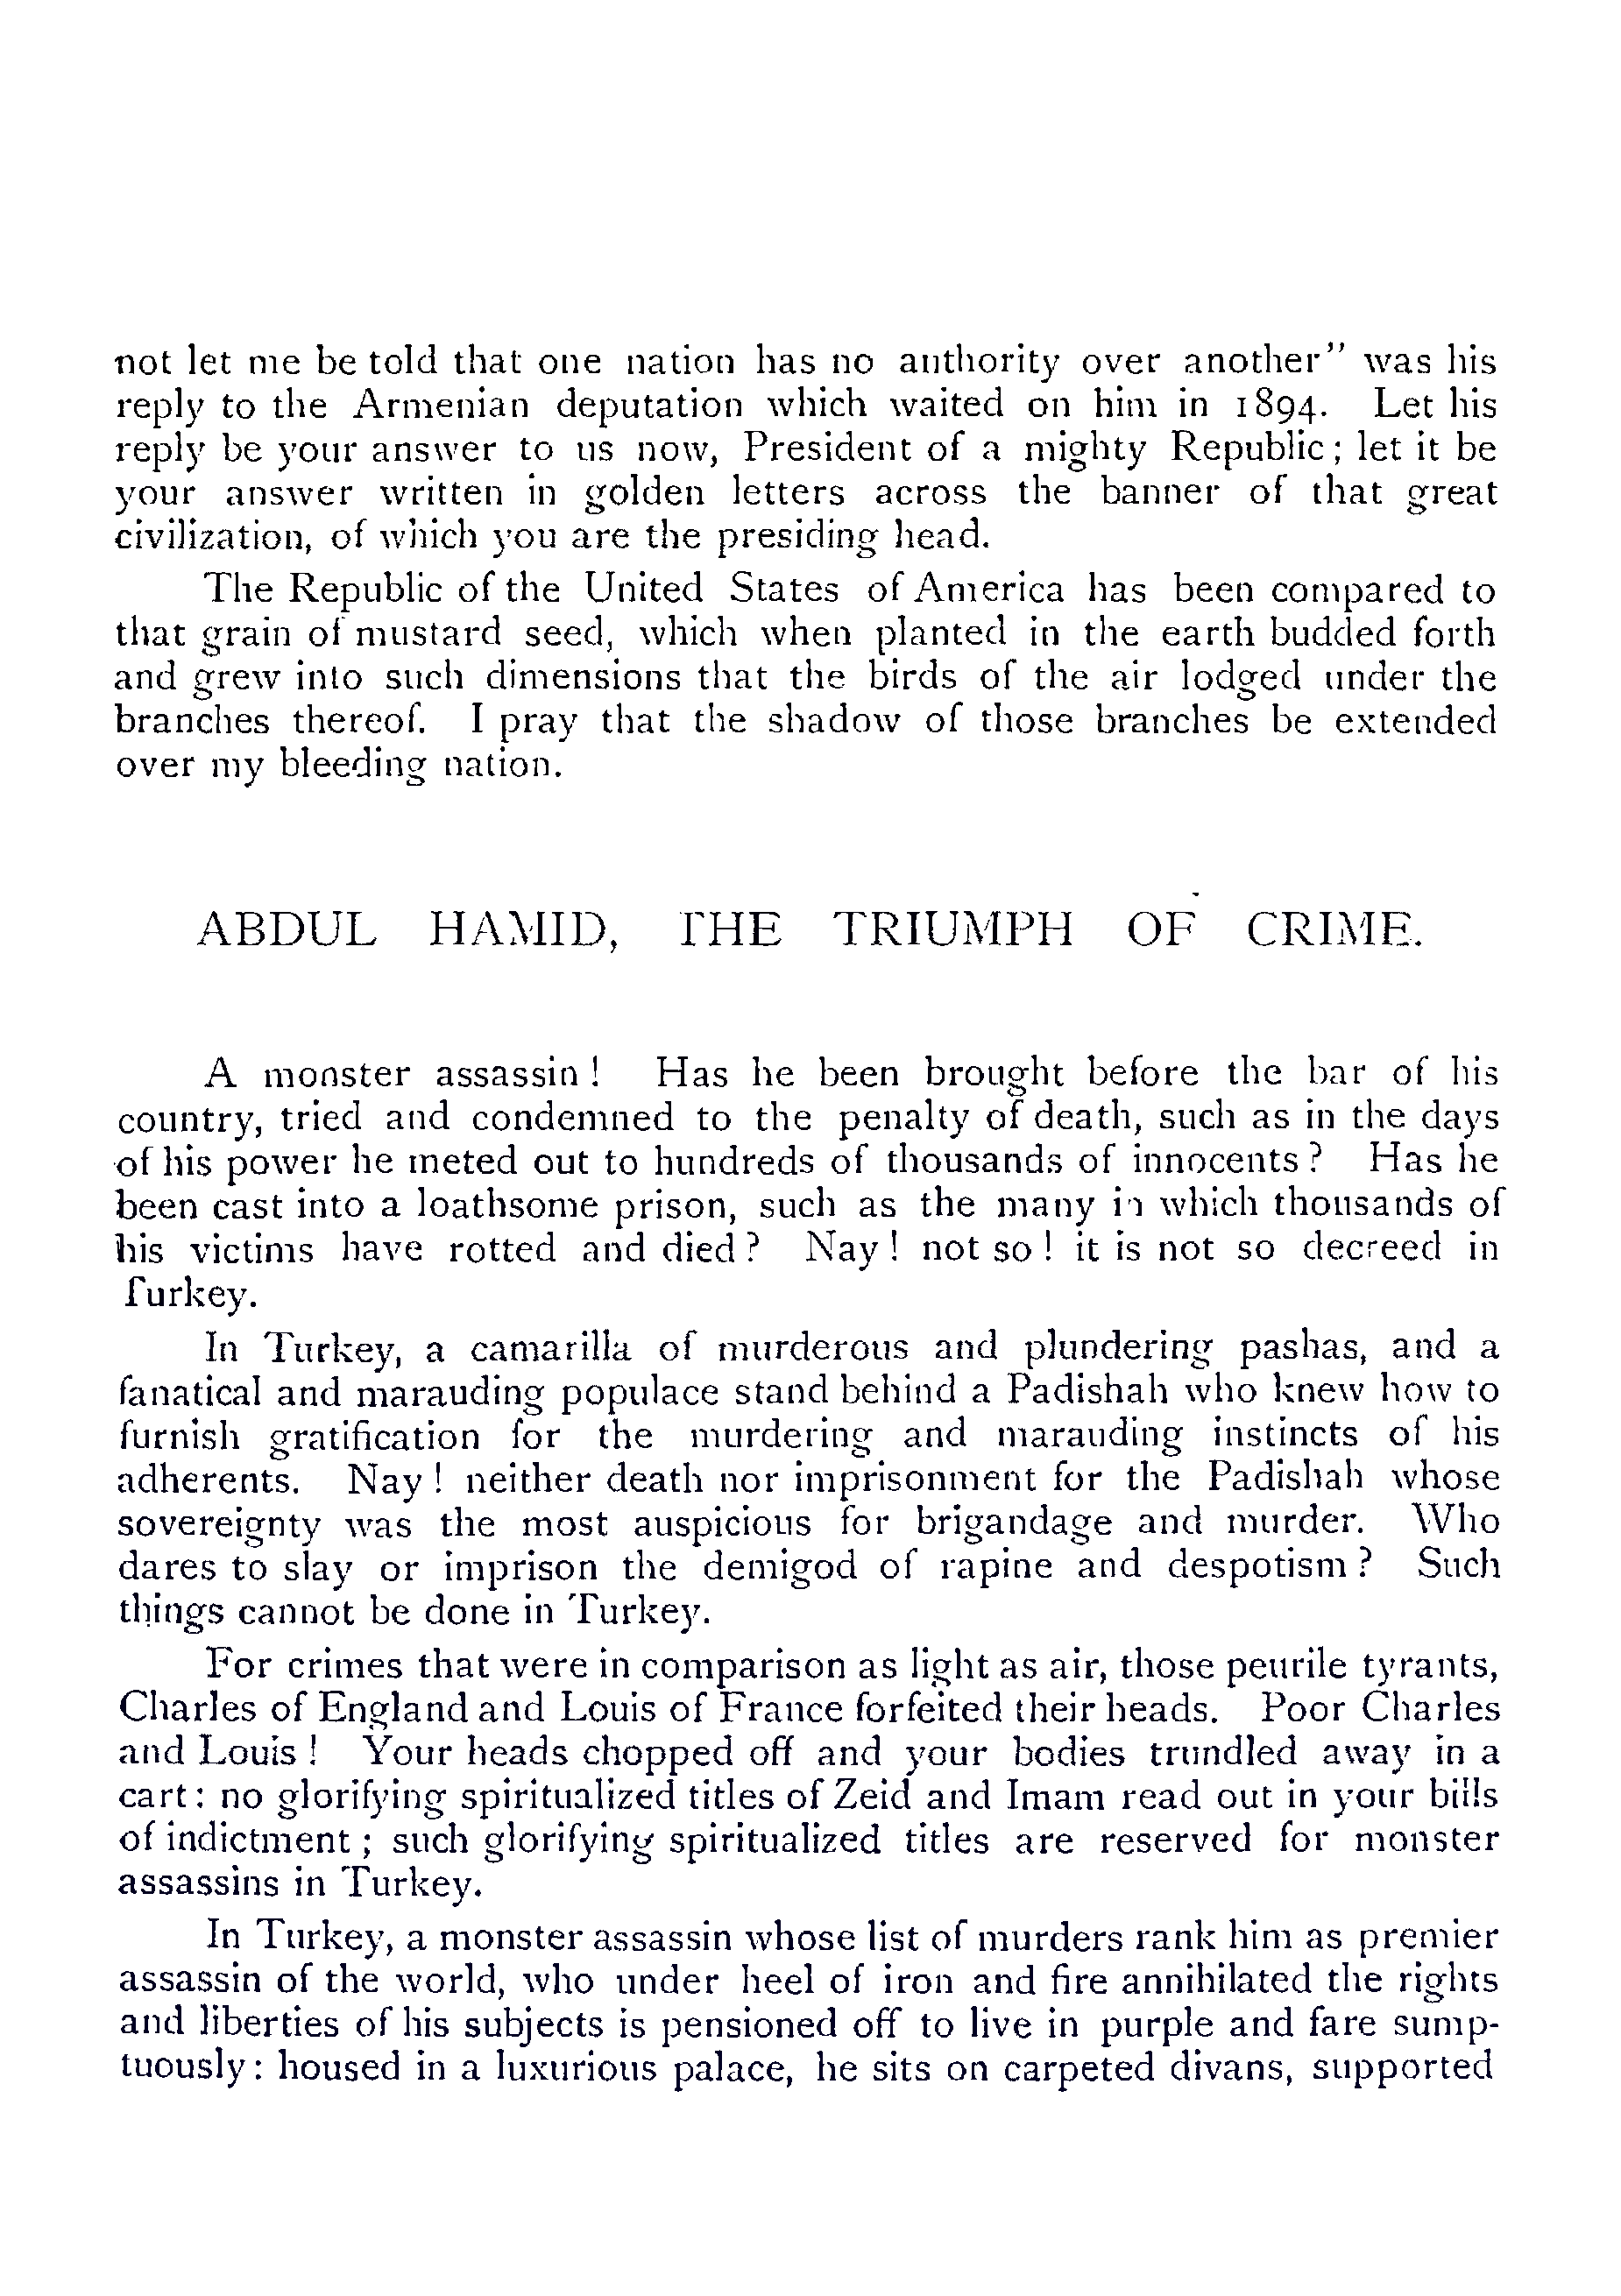 not let me be told that one nation has no authority over another" was his
reply to the Armenian deputation which waited on him in 1894. Let his
reply be your answer to us now, President of a mighty Republic; let it be
your answer written in golden letters across the banner of that great
civilization, of which you are the presiding head.
The Republic of the United States of America has been compared to
that grain of mustard seed, which when planted in the earth budded forth
and grew into such dimensions that the birds of the air lodged under the
branches thereof. I pray that the shadow of those branches be extended
over my bleeding nation.
ABDUL HAMID, THE TRIUMPH OF CRIME.
A monster assassin! Has he been brought before the bar of his
country, tried and condemned to the penalty of death, such as in the days
of his power he meted out to hundreds of thousands of innocents? Has he
been cast into a loathsome prison, such as the many in which thousands of
his victims have rotted and died? Nay! not so! it is not so decreed in
Turkey.
In Turkey, a camarilla of murderous and plundering pashas, and a
fanatical and marauding populace stand behind a Padishah who knew how to
furnish gratification for the murdering and marauding instincts of his
adherents. Nay! neither death nor imprisonment for the Padishah whose
sovereignty was the most auspicious for brigandage and murder. Who
dares to slay or imprison the demigod of rapine and despotism? Such
things cannot be done in Turkey.
For crimes that were in comparison as light as air, those peurile tyrants,
Charles of England and Louis of France forfeited their heads. Poor Charles
and Louis! Your heads chopped off and your bodies trundled away in a
cart: no glorifying spiritualized titles of Zeid and Imam read out in your bills
of indictment; such glorifying spiritualized titles are reserved for monster
assassins in Turkey.
In Turkey, a monster assassin whose list of murders rank him as premier
assassin of the world, who under heel of iron and fire annihilated the rights
and liberties of his subjects is pensioned off to live in purple and fare sump-
tuously: housed in a luxurious palace, he sits on carpeted divans, supported